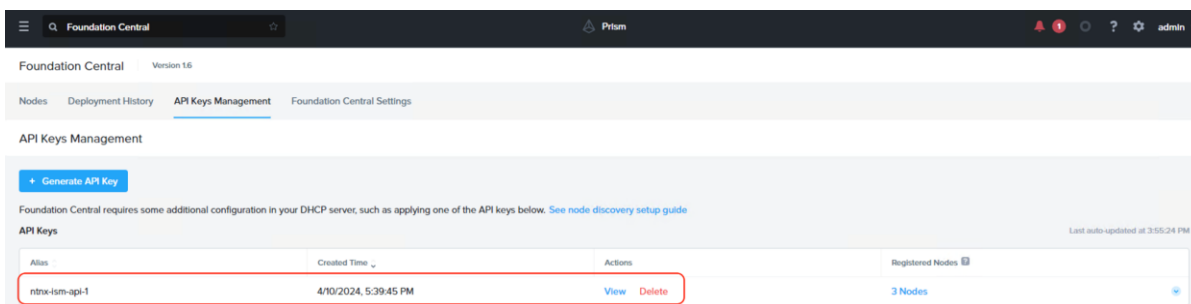 Foundation Central
Prism
1
?
admin
Foundation Central Version 1.6
Nodes Deployment History API Keys Management Foundation Central Settings
API Keys Management
+ Generate API Key
Foundation Central requires some additional configuration in your DHCP server, such as applying one of the API keys below. See node discovery setup guide
API Keys Last auto-updated at 3:55:24 PM
Alias Created Time Actions Registered Nodes ?
ntnx-ism-api-1 4/10/2024, 5:39:45 PM View Delete 3 Nodes